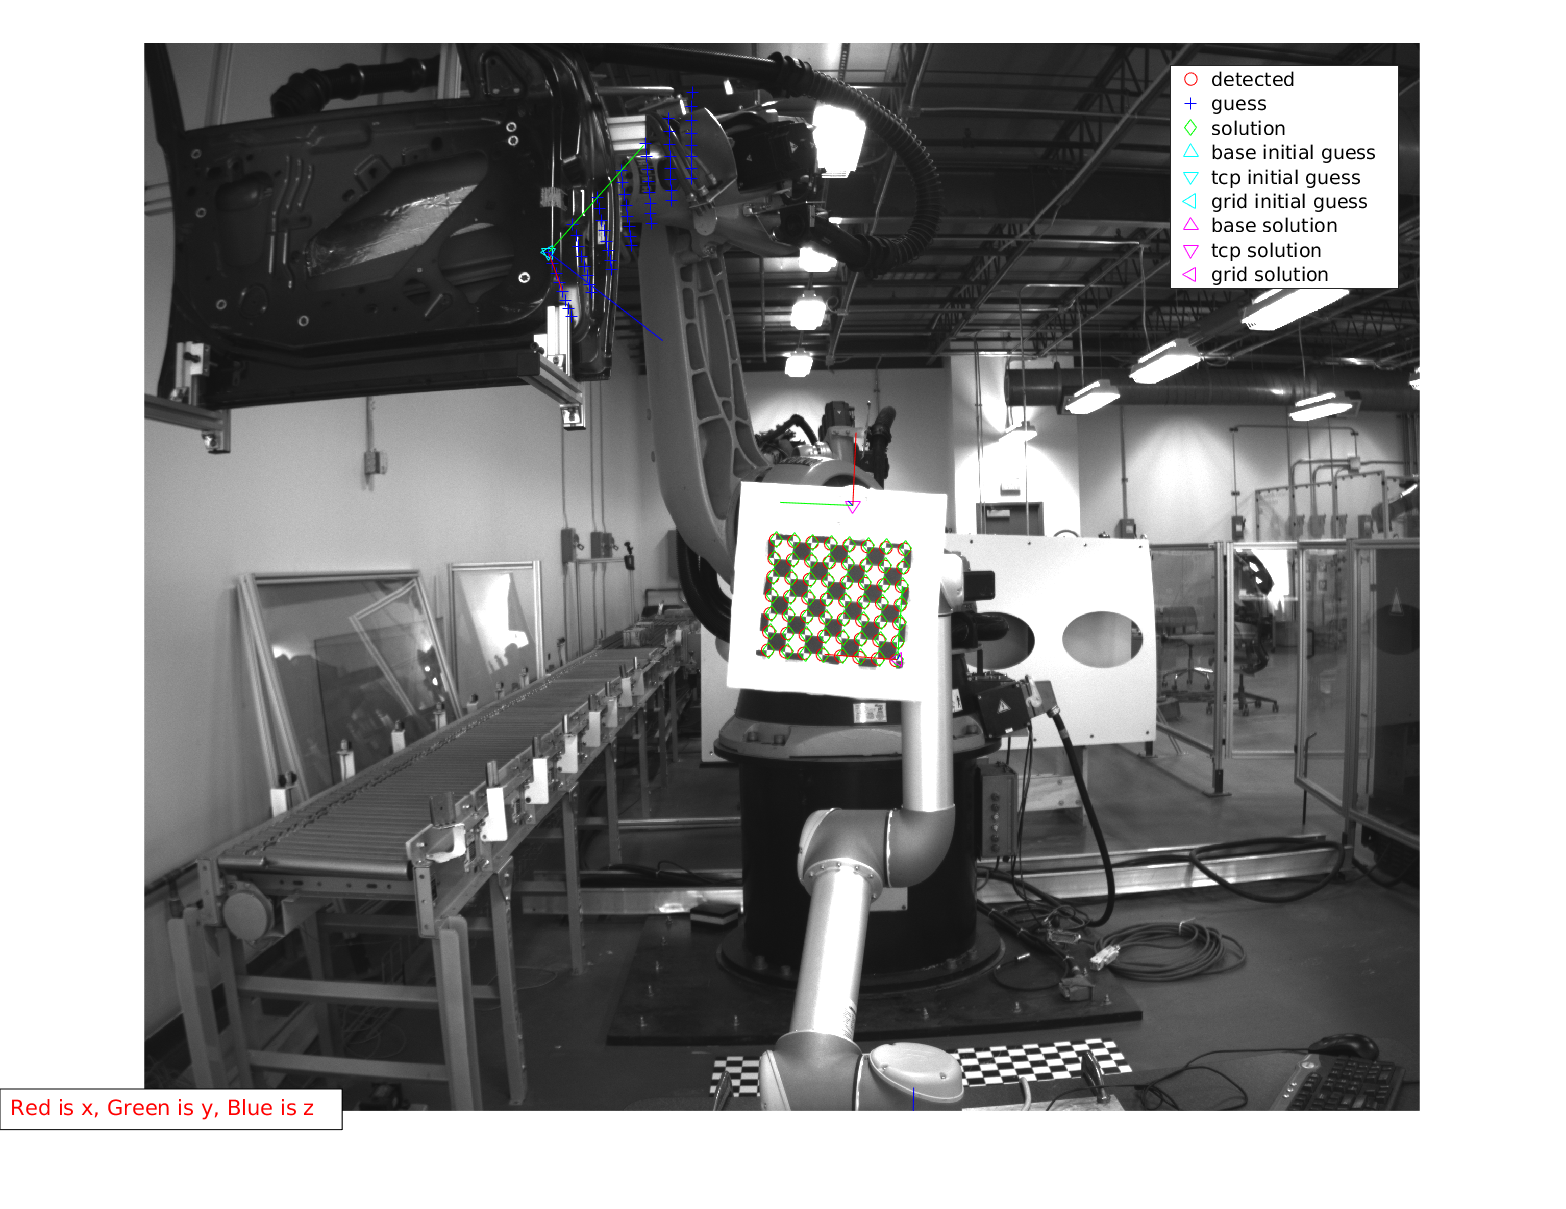 detected
guess
solution
base initial guess
tcp initial guess
grid initial guess
base solution
tcp solution
grid solution
Red is x, Green is y, Blue is z